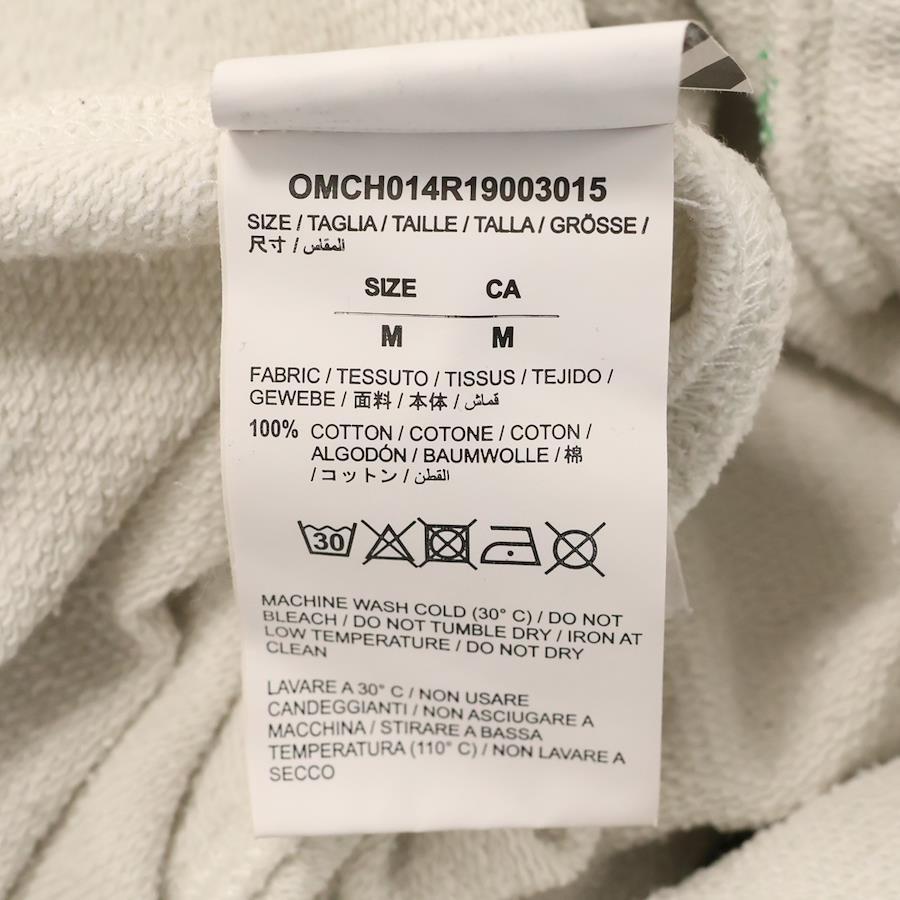 OMCH014R19003015
SIZE / TAGLIA / TAILLE / TALLA / GRÖSSE /
尺寸 / المقاس
SIZE CA
M M
FABRIC / TESSUTO / TISSUS / TEJIDO /
GEWEBE / 面料 / 本体 / قماش
100% COTTON / COTONE / COTON /
ALGODÓN / BAUMWOLLE / 棉
/ コットン / القطن
30
MACHINE WASH COLD (30° C) / DO NOT
BLEACH / DO NOT TUMBLE DRY / IRON AT
LOW TEMPERATURE / DO NOT DRY
CLEAN
LAVARE A 30° C / NON USARE
CANDEGGIANTI / NON ASCIUGARE A
MACCHINA / STIRARE A BASSA
TEMPERATURA (110° C) / NON LAVARE A
SECCO